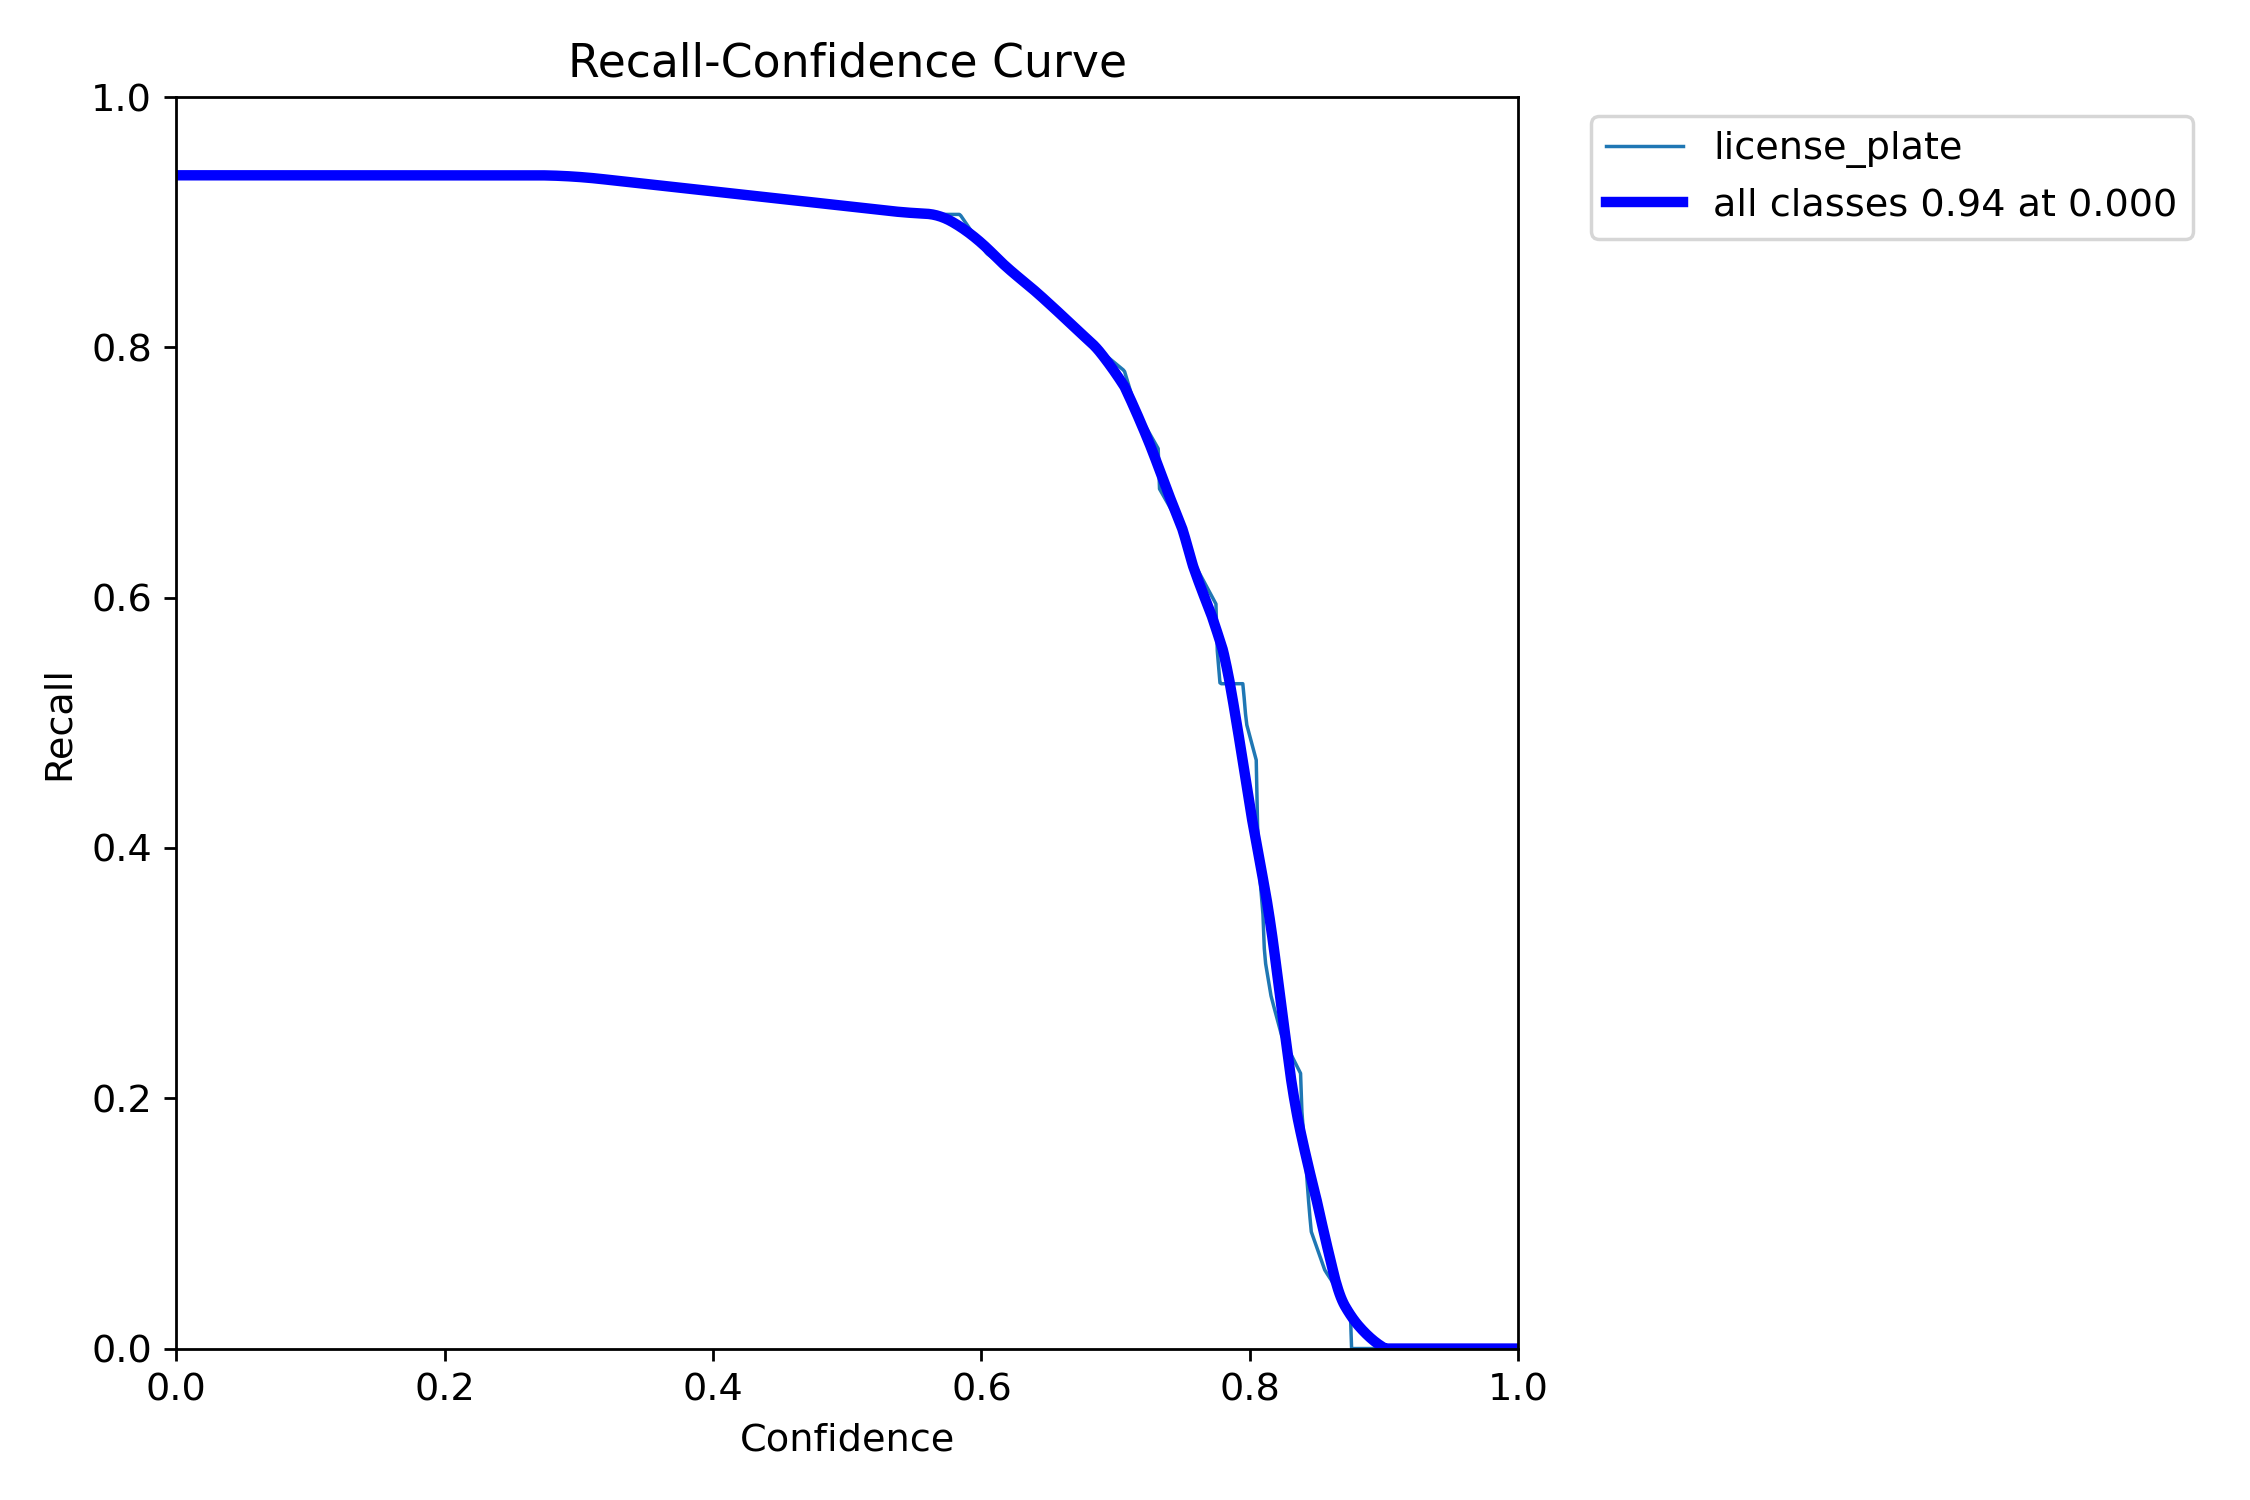 Recall-Confidence Curve
1.0
0.8
0.6
0.4
0.2
0.0
Recall
0.0 0.2 0.4 0.6 0.8 1.0
Confidence
license_plate
all classes 0.94 at 0.000